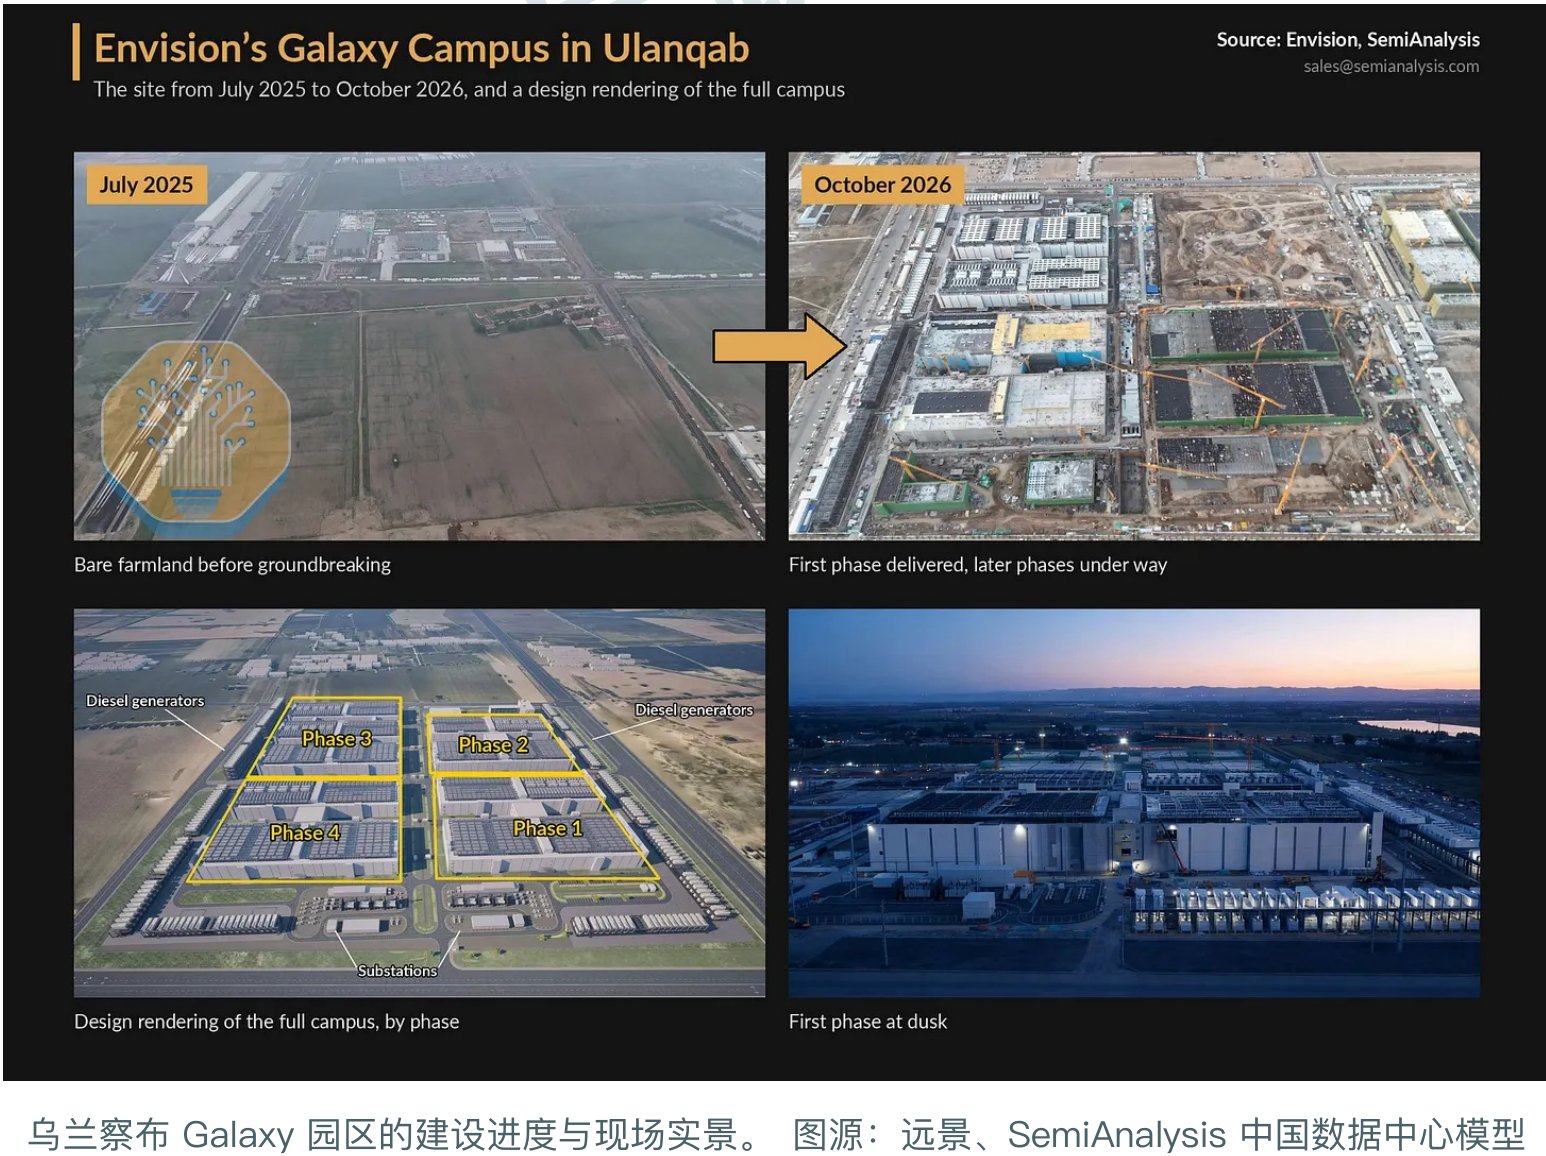 Envision’s Galaxy Campus in Ulanqab
The site from July 2025 to October 2026, and a design rendering of the full campus
Source: Envision, SemiAnalysis
sales@semianalysis.com
July 2025
October 2026
Bare farmland before groundbreaking
First phase delivered, later phases under way
Diesel generators
Diesel generators
Phase 3
Phase 2
Phase 4
Phase 1
Substations
Design rendering of the full campus, by phase
First phase at dusk
乌兰察布 Galaxy 园区的建设进度与现场实景。 图源：远景、SemiAnalysis 中国数据中心模型